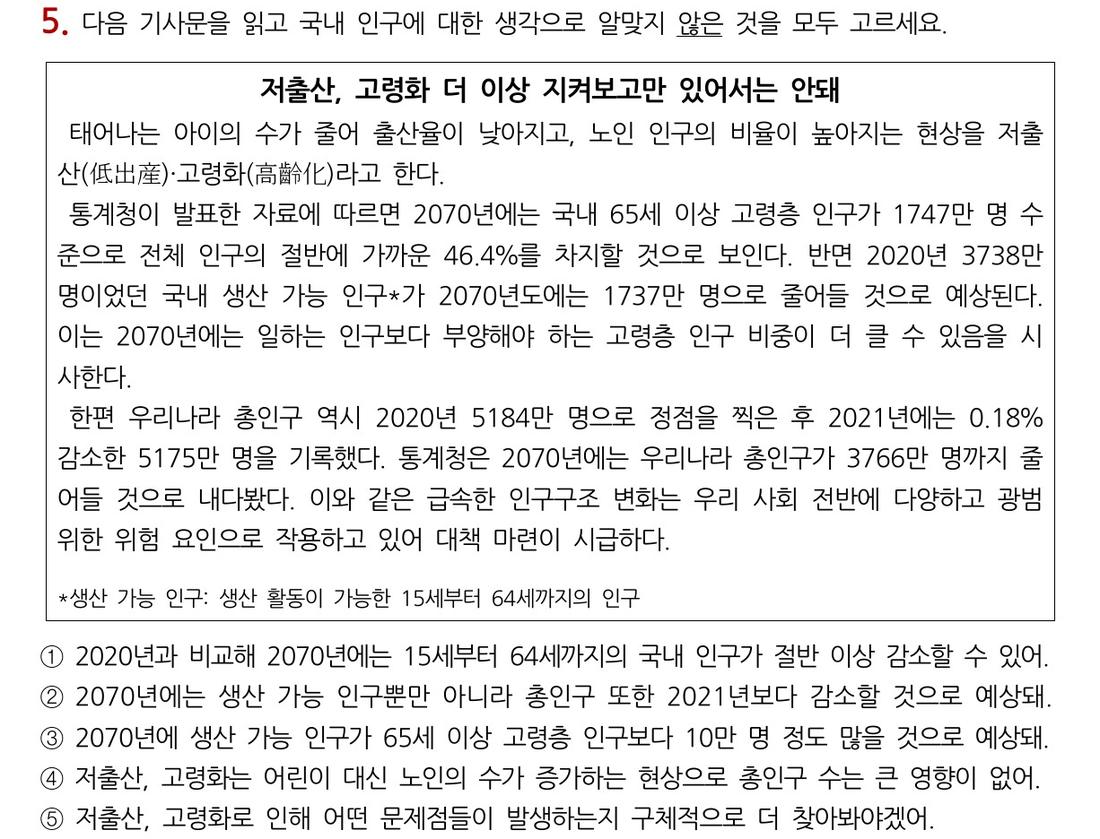 5. 다음 기사문을 읽고 국내 인구에 대한 생각으로 알맞지 않은 것을 모두 고르세요.
저출산, 고령화 더 이상 지켜보고만 있어서는 안돼
태어나는 아이의 수가 줄어 출산율이 낮아지고, 노인 인구의 비율이 높아지는 현상을 저출
산(低出産)·고령화(高齡化)라고 한다.
통계청이 발표한 자료에 따르면 2070년에는 국내 65세 이상 고령층 인구가 1747만 명 수
준으로 전체 인구의 절반에 가까운 46.4%를 차지할 것으로 보인다. 반면 2020년 3738만
명이었던 국내 생산 가능 인구*가 2070년도에는 1737만 명으로 줄어들 것으로 예상된다.
이는 2070년에는 일하는 인구보다 부양해야 하는 고령층 인구 비중이 더 클 수 있음을 시
사한다.
한편 우리나라 총인구 역시 2020년 5184만 명으로 정점을 찍은 후 2021년에는 0.18%
감소한 5175만 명을 기록했다. 통계청은 2070년에는 우리나라 총인구가 3766만 명까지 줄
어들 것으로 내다봤다. 이와 같은 급속한 인구구조 변화는 우리 사회 전반에 다양하고 광범
위한 위험 요인으로 작용하고 있어 대책 마련이 시급하다.
*생산 가능 인구: 생산 활동이 가능한 15세부터 64세까지의 인구
① 2020년과 비교해 2070년에는 15세부터 64세까지의 국내 인구가 절반 이상 감소할 수 있어.
② 2070년에는 생산 가능 인구뿐만 아니라 총인구 또한 2021년보다 감소할 것으로 예상돼.
③ 2070년에 생산 가능 인구가 65세 이상 고령층 인구보다 10만 명 정도 많을 것으로 예상돼.
④ 저출산, 고령화는 어린이 대신 노인의 수가 증가하는 현상으로 총인구 수는 큰 영향이 없어.
⑤ 저출산, 고령화로 인해 어떤 문제점들이 발생하는지 구체적으로 더 찾아봐야겠어.